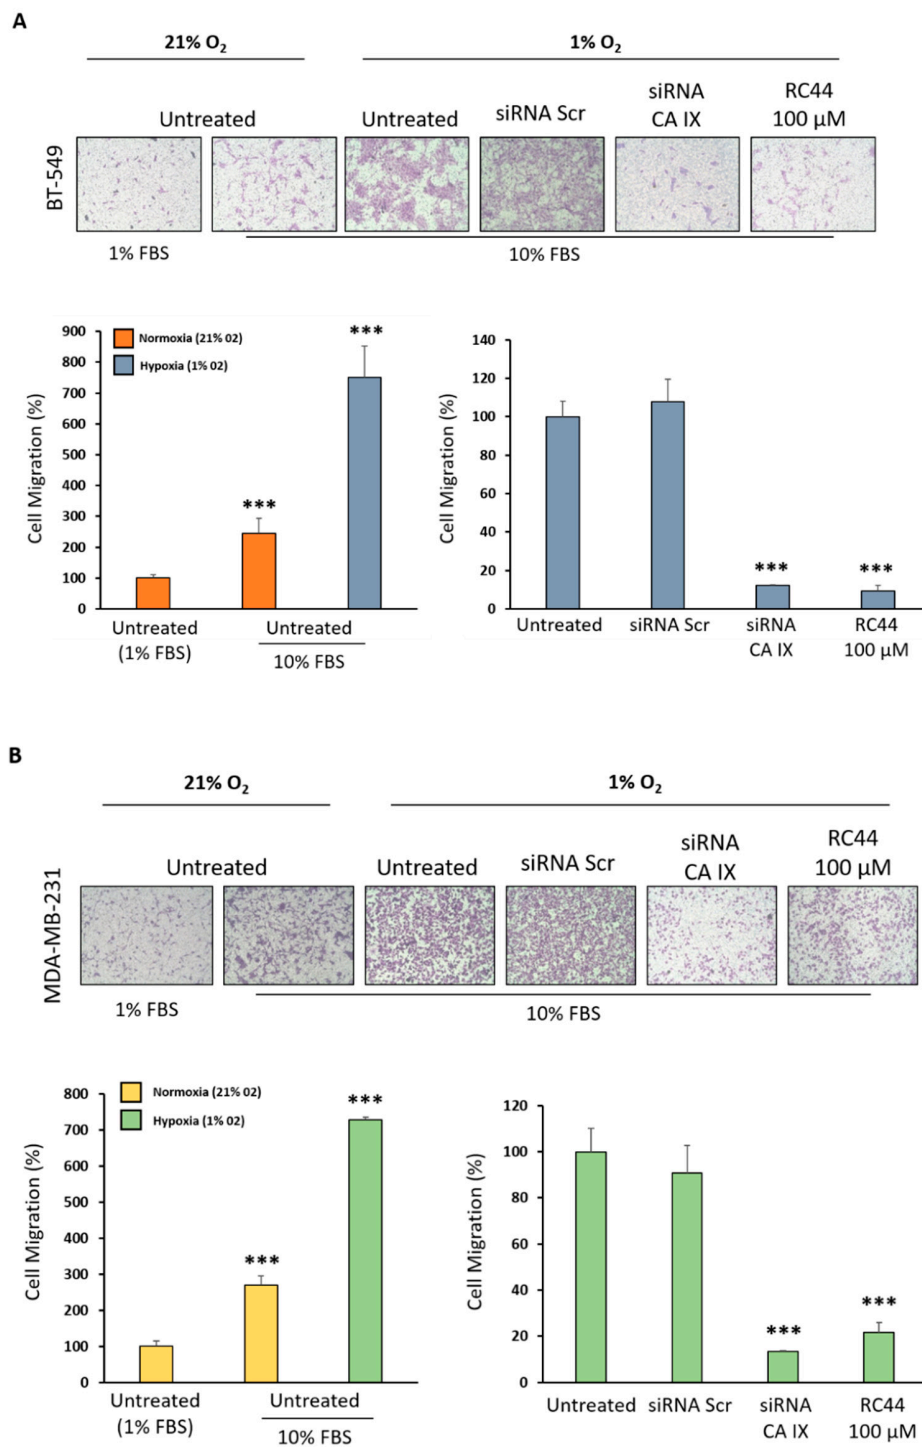 A
21% O2
1% O2
Untreated
Untreated
siRNA Scr
siRNA
CA IX
RC44
100 µM
BT-549
1% FBS
10% FBS
Cell Migration (%)
900
800
700
600
500
400
300
200
100
0
Normoxia (21% 02)
Hypoxia (1% 02)
***
***
Untreated
(1% FBS)
Untreated
10% FBS
Cell Migration (%)
140
120
100
80
60
40
20
0
***
***
Untreated
siRNA Scr
siRNA
CA IX
RC44
100 µM
B
21% O2
1% O2
Untreated
Untreated
siRNA Scr
siRNA
CA IX
RC44
100 µM
MDA-MB-231
1% FBS
10% FBS
Cell Migration (%)
800
700
600
500
400
300
200
100
0
Normoxia (21% 02)
Hypoxia (1% 02)
***
***
Untreated
(1% FBS)
Untreated
10% FBS
Cell Migration (%)
120
100
80
60
40
20
0
***
***
Untreated
siRNA Scr
siRNA
CA IX
RC44
100 µM